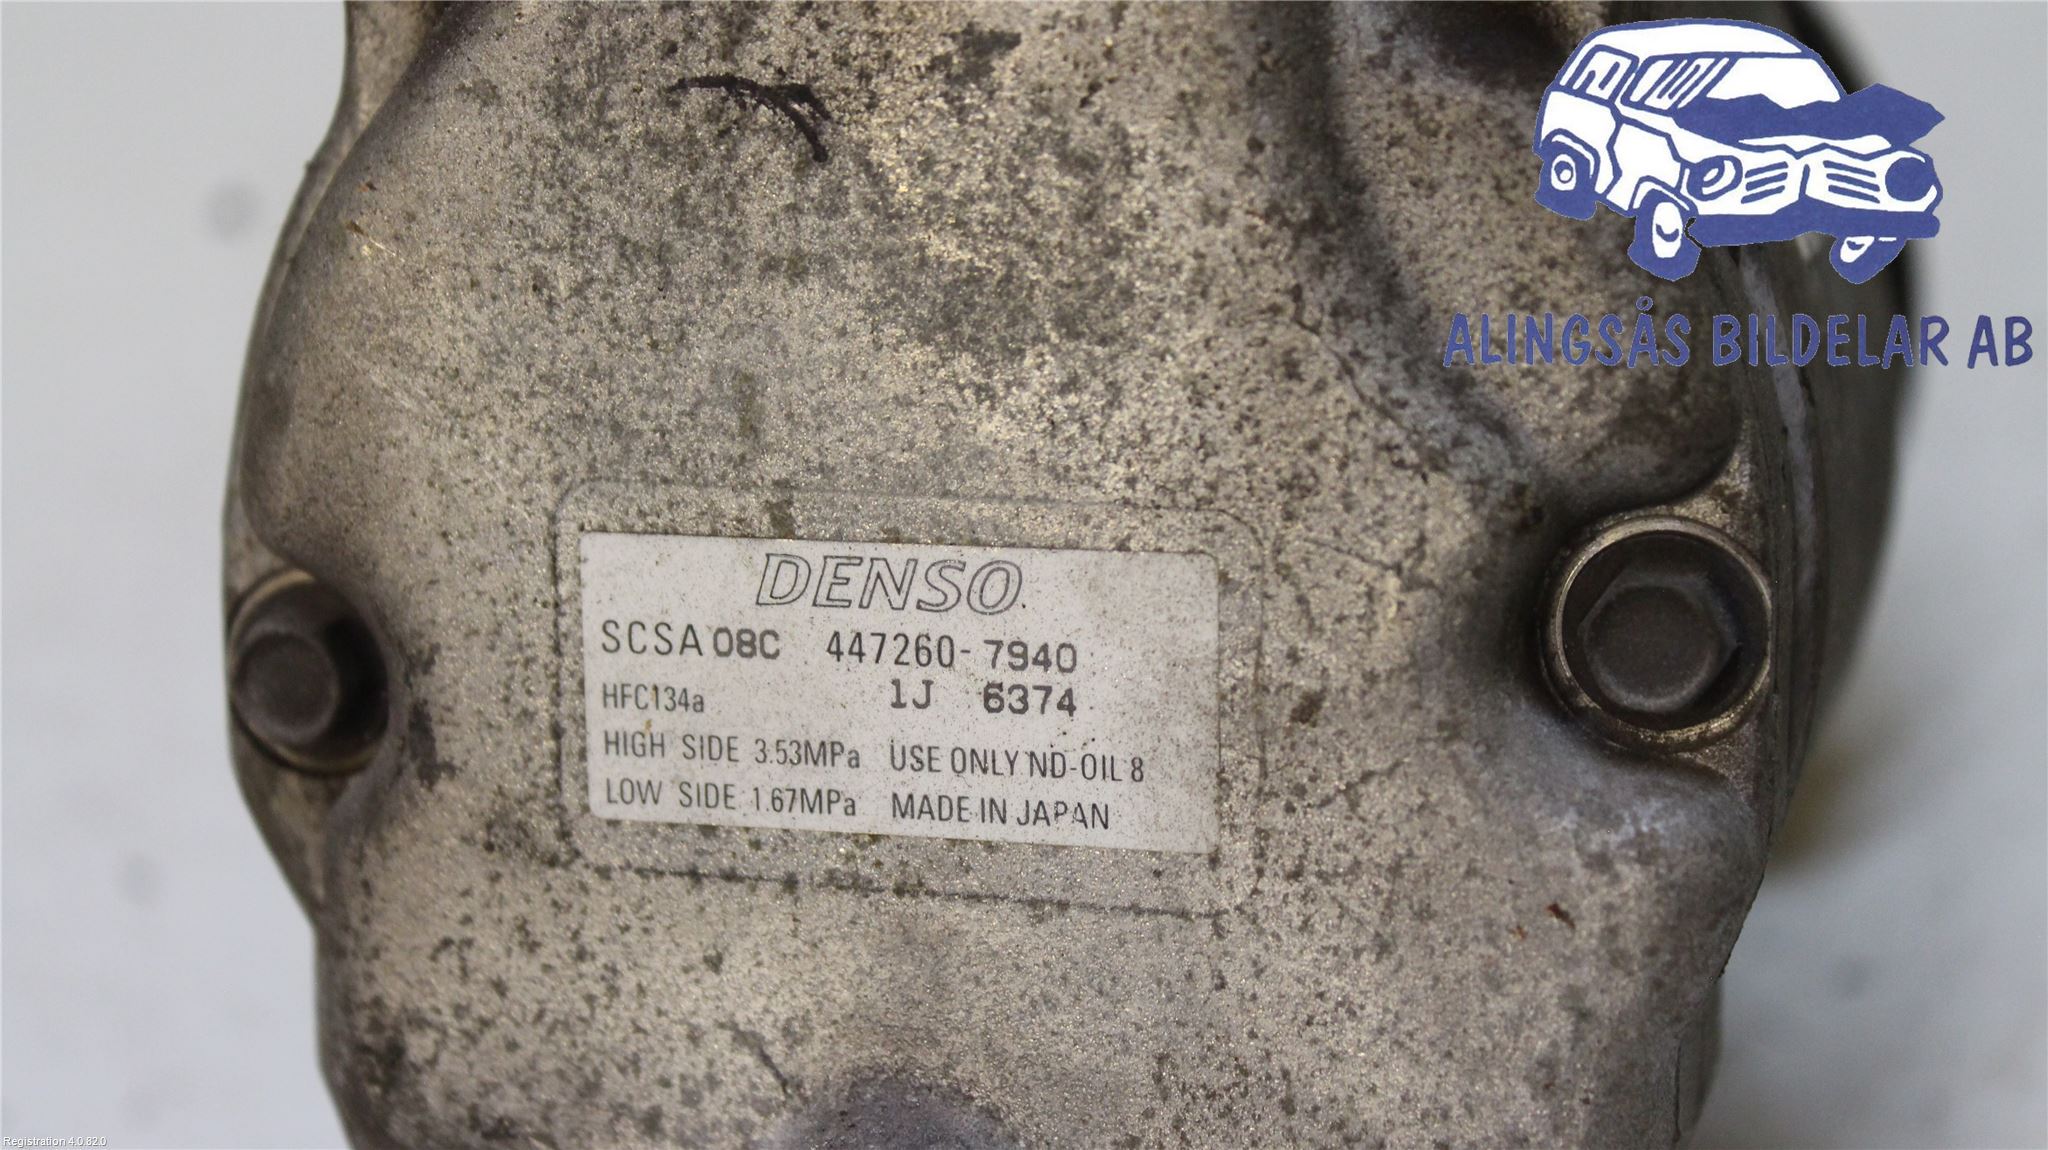 ALINGSÅS BILDELAR AB
DENSO
SCSA 08C 447260-7940
HFC134a 1J 6374
HIGH SIDE 3.53MPa USE ONLY ND-OIL 8
LOW SIDE 1.67MPa MADE IN JAPAN
Registration 4.0.82.0